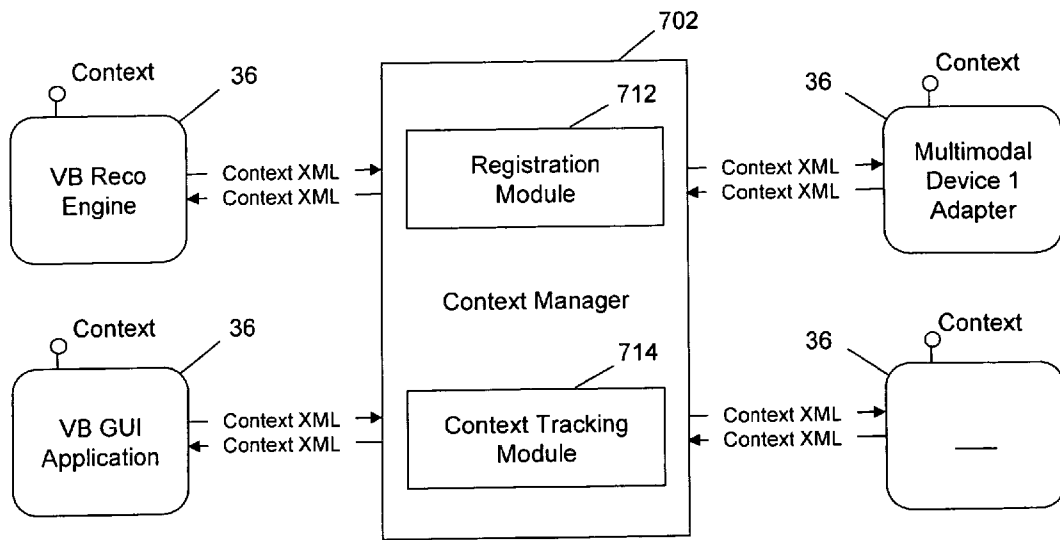 702
Context
36
VB Reco
Engine
Context XML
Context XML
712
Registration
Module
Context XML
Context XML
Context
36
Multimodal
Device 1
Adapter
Context Manager
Context
36
VB GUI
Application
Context XML
Context XML
714
Context Tracking
Module
Context XML
Context XML
Context
36